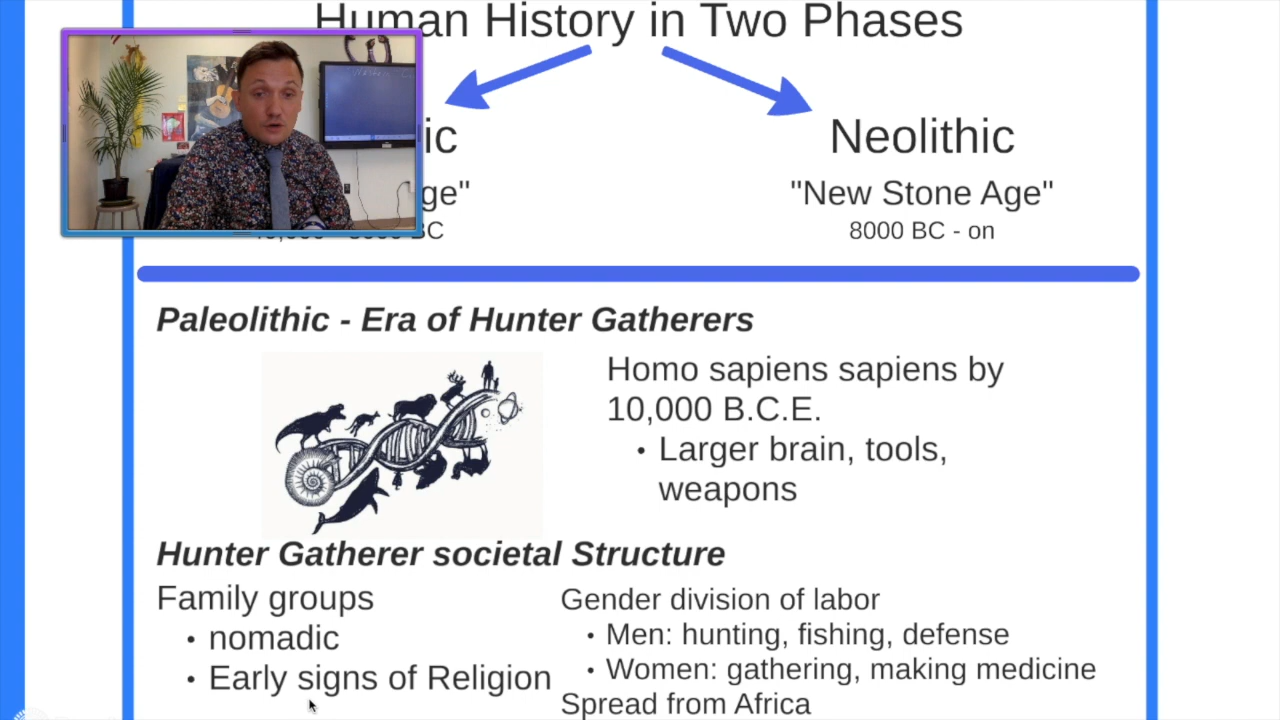 Human History in Two Phases
Neolithic
ge"
"New Stone Age"
BC
8000 BC - on
Paleolithic - Era of Hunter Gatherers
Homo sapiens sapiens by
10,000 B.C.E.
• Larger brain, tools,
weapons
Hunter Gatherer societal Structure
Family groups
• nomadic
• Early signs of Religion
Gender division of labor
• Men: hunting, fishing, defense
• Women: gathering, making medicine
Spread from Africa